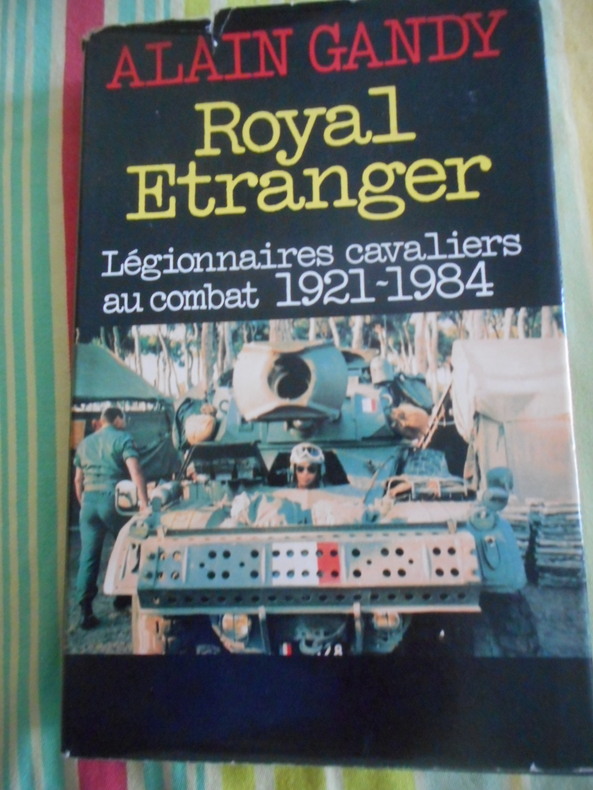 ALAIN GANDY
Royal
Etranger
Légionnaires cavaliers
au combat 1921-1984